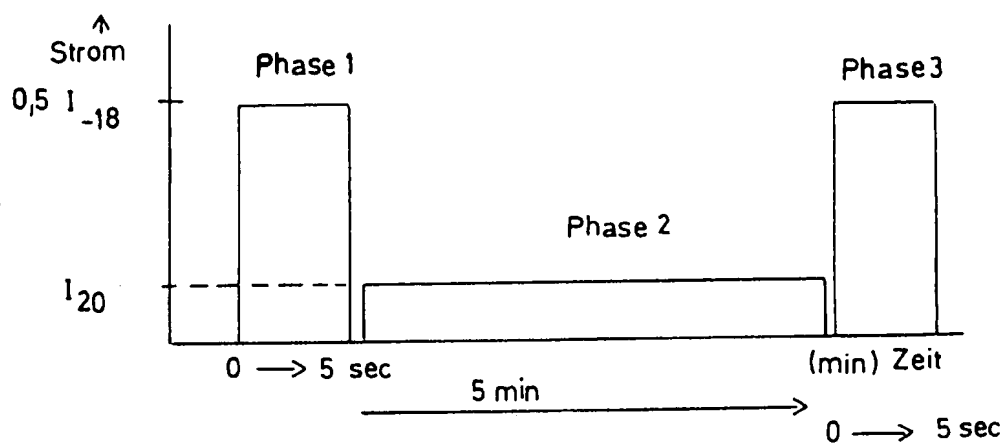 Strom
Phase 1
Phase 3
0,5 I-18
Phase 2
I20
0 → 5 sec
(min) Zeit
5 min
0 → 5 sec